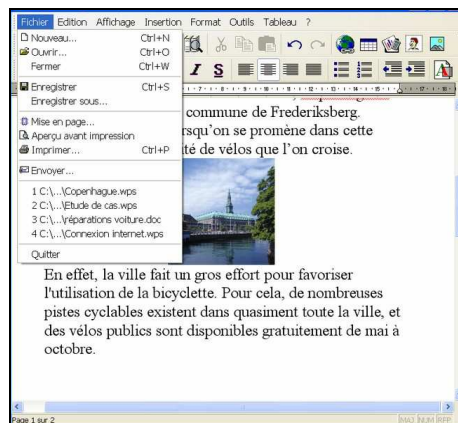 Fichier Edition Affichage Insertion Format Outils Tableau ?
Nouveau... Ctrl+N
Ouvrir... Ctrl+O
Fermer Ctrl+W
Enregistrer Ctrl+S
Enregistrer sous...
Mise en page...
Aperçu avant impression
Imprimer... Ctrl+P
Envoyer...
1 C:\...\Copenhague.wps
2 C:\...\Etude de cas.wps
3 C:\...\réparations voiture.doc
4 C:\...\Connexion internet.wps
Quitter
I S
commune de Frederiksberg.
rsqu'on se promène dans cette
té de vélos que l'on croise.
En effet, la ville fait un gros effort pour favoriser
l'utilisation de la bicyclette. Pour cela, de nombreuses
pistes cyclables existent dans quasiment toute la ville, et
des vélos publics sont disponibles gratuitement de mai à
octobre.
Page 1 sur 2
MAJ NUM RFP